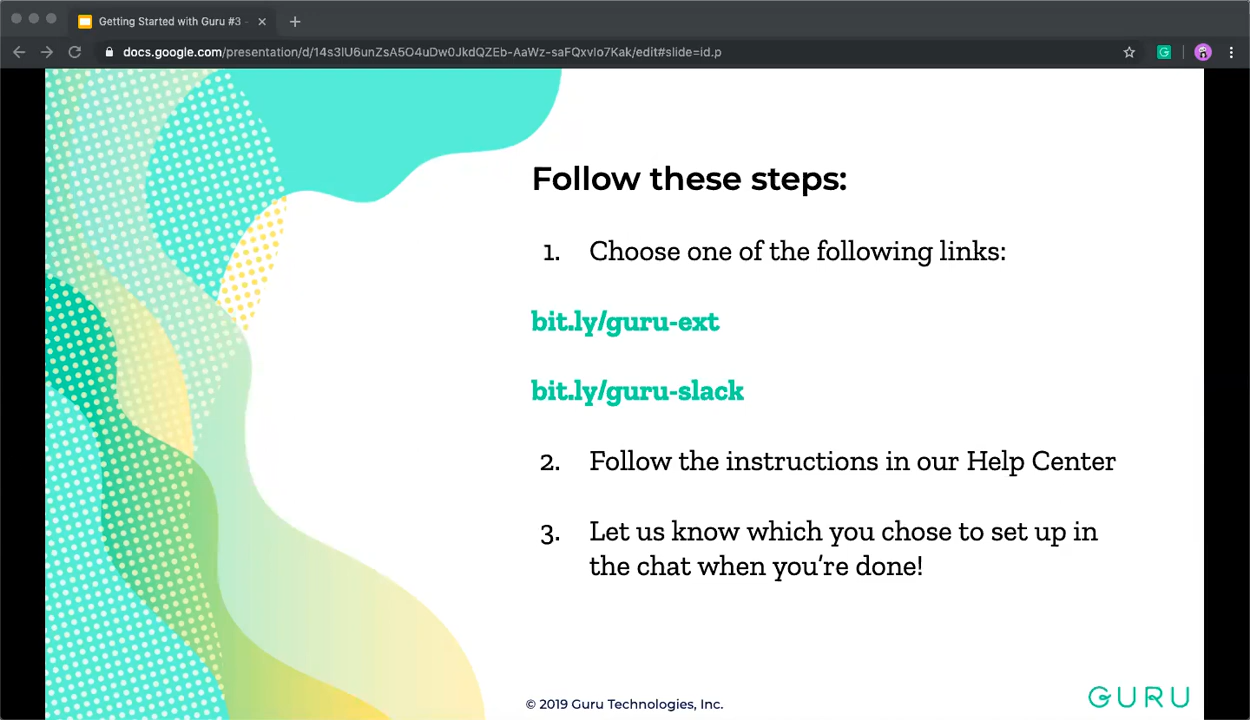 Getting Started with Guru #3 -
docs.google.com/presentation/d/14s3lU6unZsA5O4uDw0JkdQZEb-AaWz-saFQxvlo7Kak/edit#slide=id.p
Follow these steps:
1. Choose one of the following links:
bit.ly/guru-ext
bit.ly/guru-slack
2. Follow the instructions in our Help Center
3. Let us know which you chose to set up in
the chat when you're done!
© 2019 Guru Technologies, Inc.
GURU